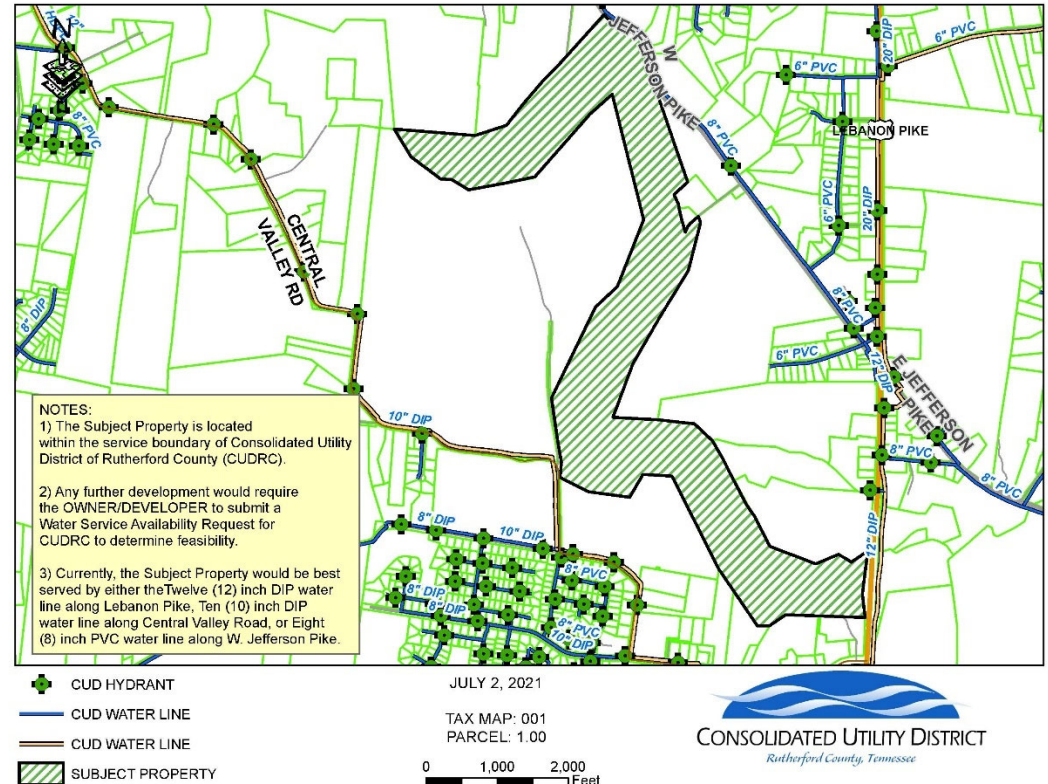 N
12"
8" PVC
CENTRAL
VALLEY RD
W
JEFFERSON PIKE
8" PVC
6" PVC
6" PVC
6" PVC
20" DIP
LEBANON PIKE
20" DIP
8" PVC
6" PVC
12" DIP
E JEFFERSON
PIKE
8" PVC
8" PVC
12" DIP
8" DIP
10" DIP
8" DIP
10" DIP
8" PVC
8" DIP
8" DIP
8" PVC
10" DIP
NOTES:
1) The Subject Property is located
within the service boundary of Consolidated Utility
District of Rutherford County (CUDRC).
2) Any further development would require
the OWNER/DEVELOPER to submit a
Water Service Availability Request for
CUDRC to determine feasibility.
3) Currently, the Subject Property would be best
served by either theTwelve (12) inch DIP water
line along Lebanon Pike, Ten (10) inch DIP
water line along Central Valley Road, or Eight
(8) inch PVC water line along W. Jefferson Pike.
CUD HYDRANT
CUD WATER LINE
CUD WATER LINE
SUBJECT PROPERTY
JULY 2, 2021
TAX MAP: 001
PARCEL: 1.00
0 1,000 2,000
Feet
CONSOLIDATED UTILITY DISTRICT
Rutherford County, Tennessee